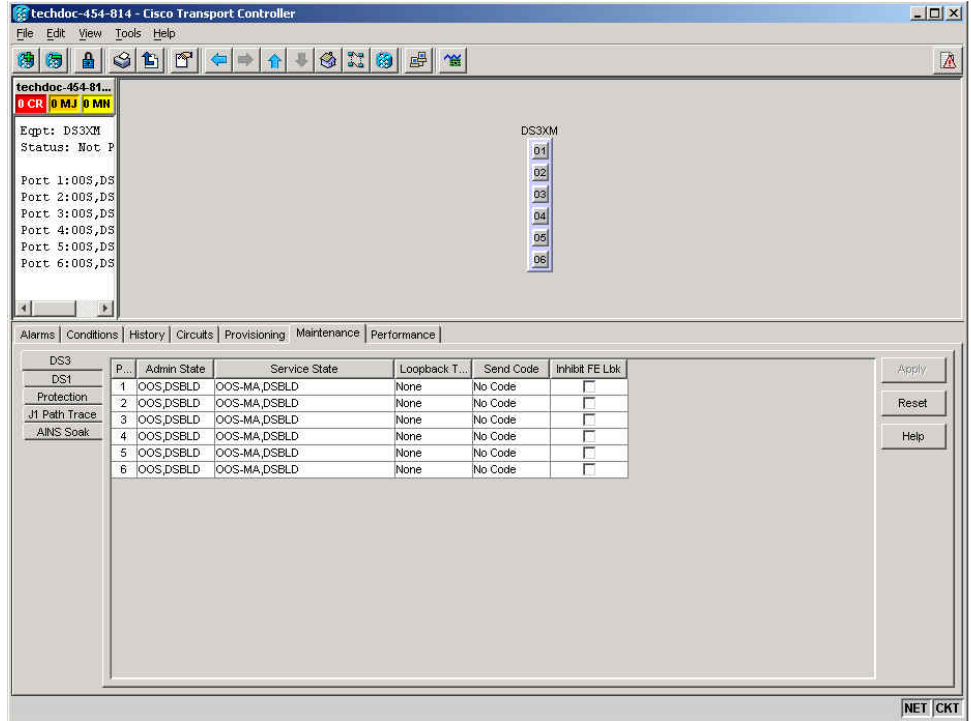 techdoc-454-814 - Cisco Transport Controller
File Edit View Tools Help
techdoc-454-81...
0 CR 0 MJ 0 MN
Eqpt: DS3XM
Status: Not P
Port 1:OOS,DS
Port 2:OOS,DS
Port 3:OOS,DS
Port 4:OOS,DS
Port 5:OOS,DS
Port 6:OOS,DS
DS3XM
01
02
03
04
05
06
Alarms Conditions History Circuits Provisioning Maintenance Performance
DS3
DS1
Protection
J1 Path Trace
AINS Soak
P... Admin State Service State Loopback T... Send Code Inhibit FE Lbk
1 OOS,DSBLD OOS-MA,DSBLD None No Code
2 OOS,DSBLD OOS-MA,DSBLD None No Code
3 OOS,DSBLD OOS-MA,DSBLD None No Code
4 OOS,DSBLD OOS-MA,DSBLD None No Code
5 OOS,DSBLD OOS-MA,DSBLD None No Code
6 OOS,DSBLD OOS-MA,DSBLD None No Code
Apply
Reset
Help
NET CKT